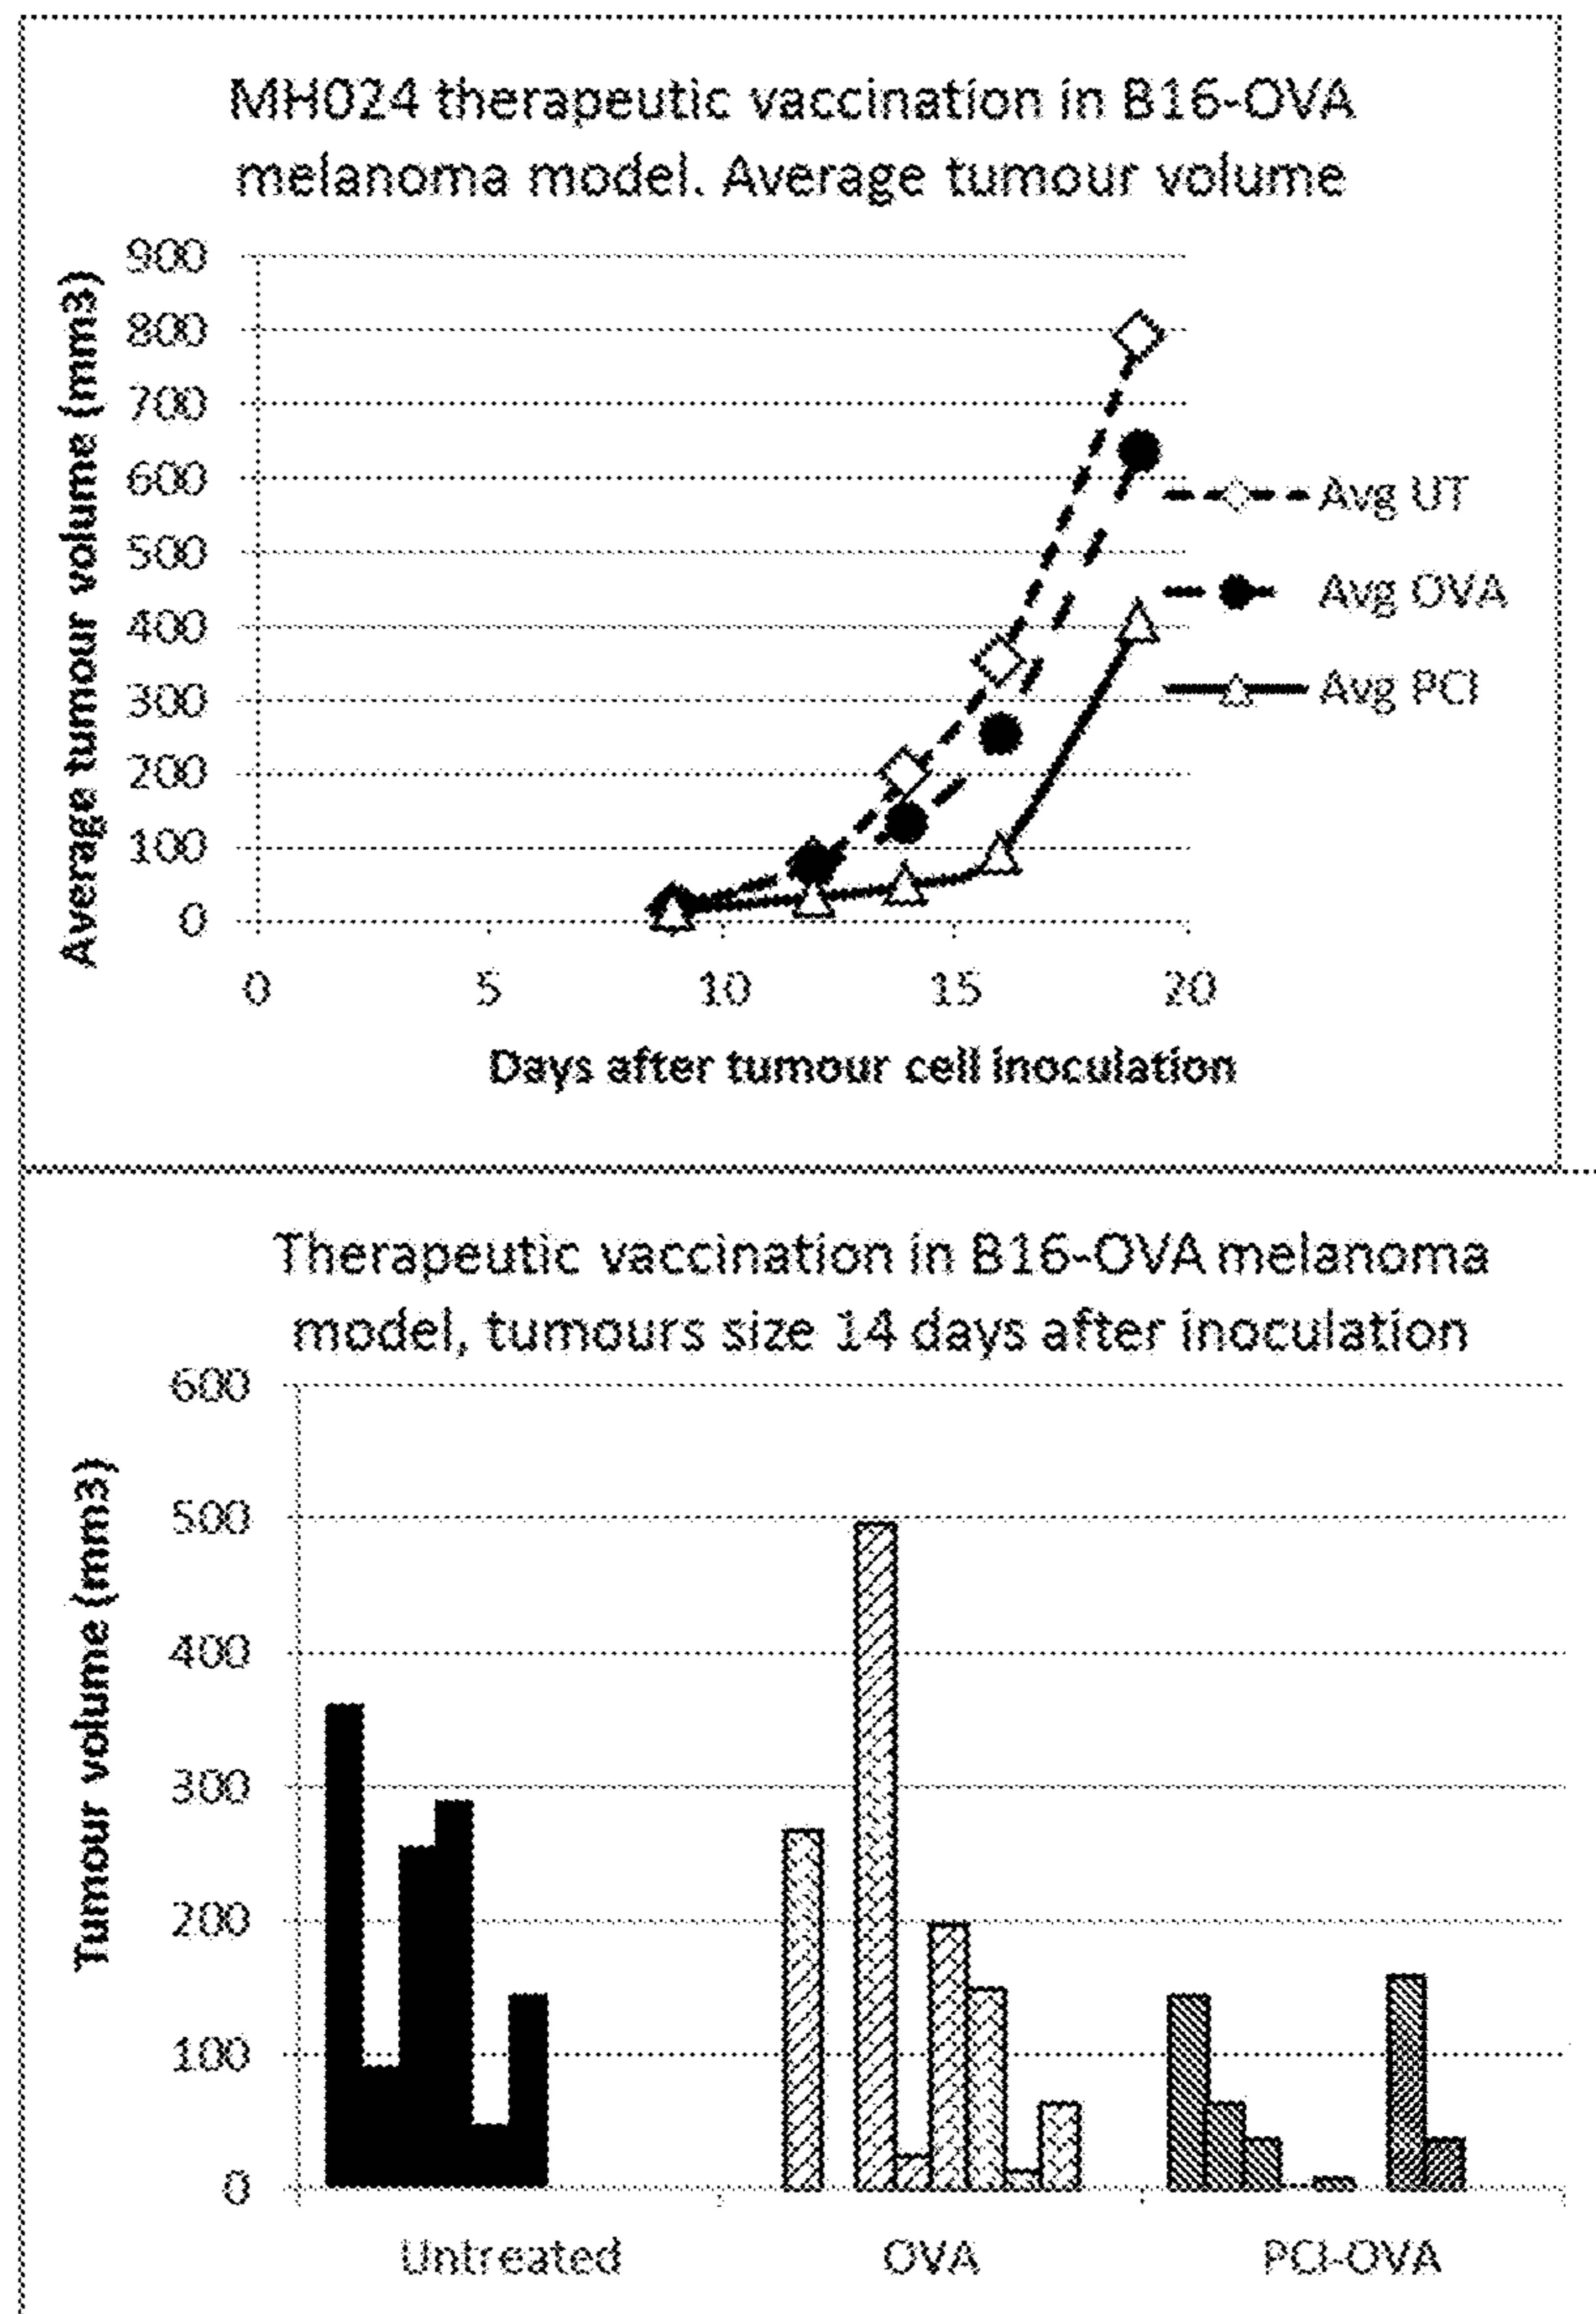 MH024 therapeutic vaccination in B16-OVA
melanoma model. Average tumour volume
Average tumour volume (mm3)
900
800
700
600
500
400
300
200
100
0
0 5 10 15 20
Days after tumour cell inoculation
Avg UT
Avg OVA
Avg PCI
Therapeutic vaccination in B16-OVA melanoma
model, tumours size 14 days after inoculation
Tumour volume (mm3)
600
500
400
300
200
100
0
Untreated OVA PCI-OVA